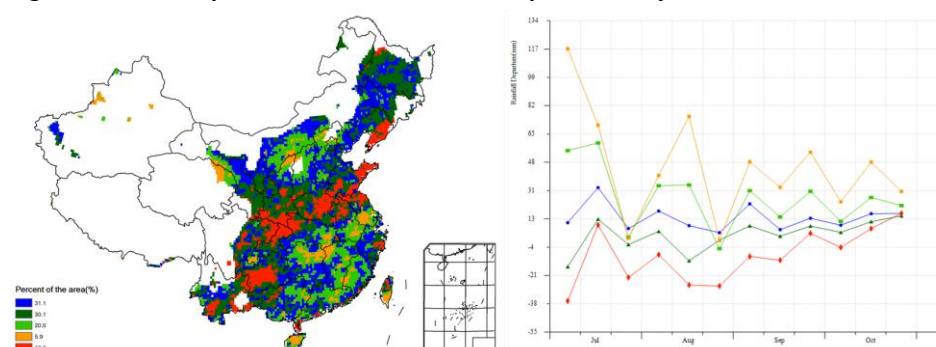 Percent of the area(%)
31.1
30.1
20.6
5.9
Rainfall Departure(mm)
134
117
99
82
65
48
31
13
-4
-21
-38
-55
Jul
Aug
Sep
Oct